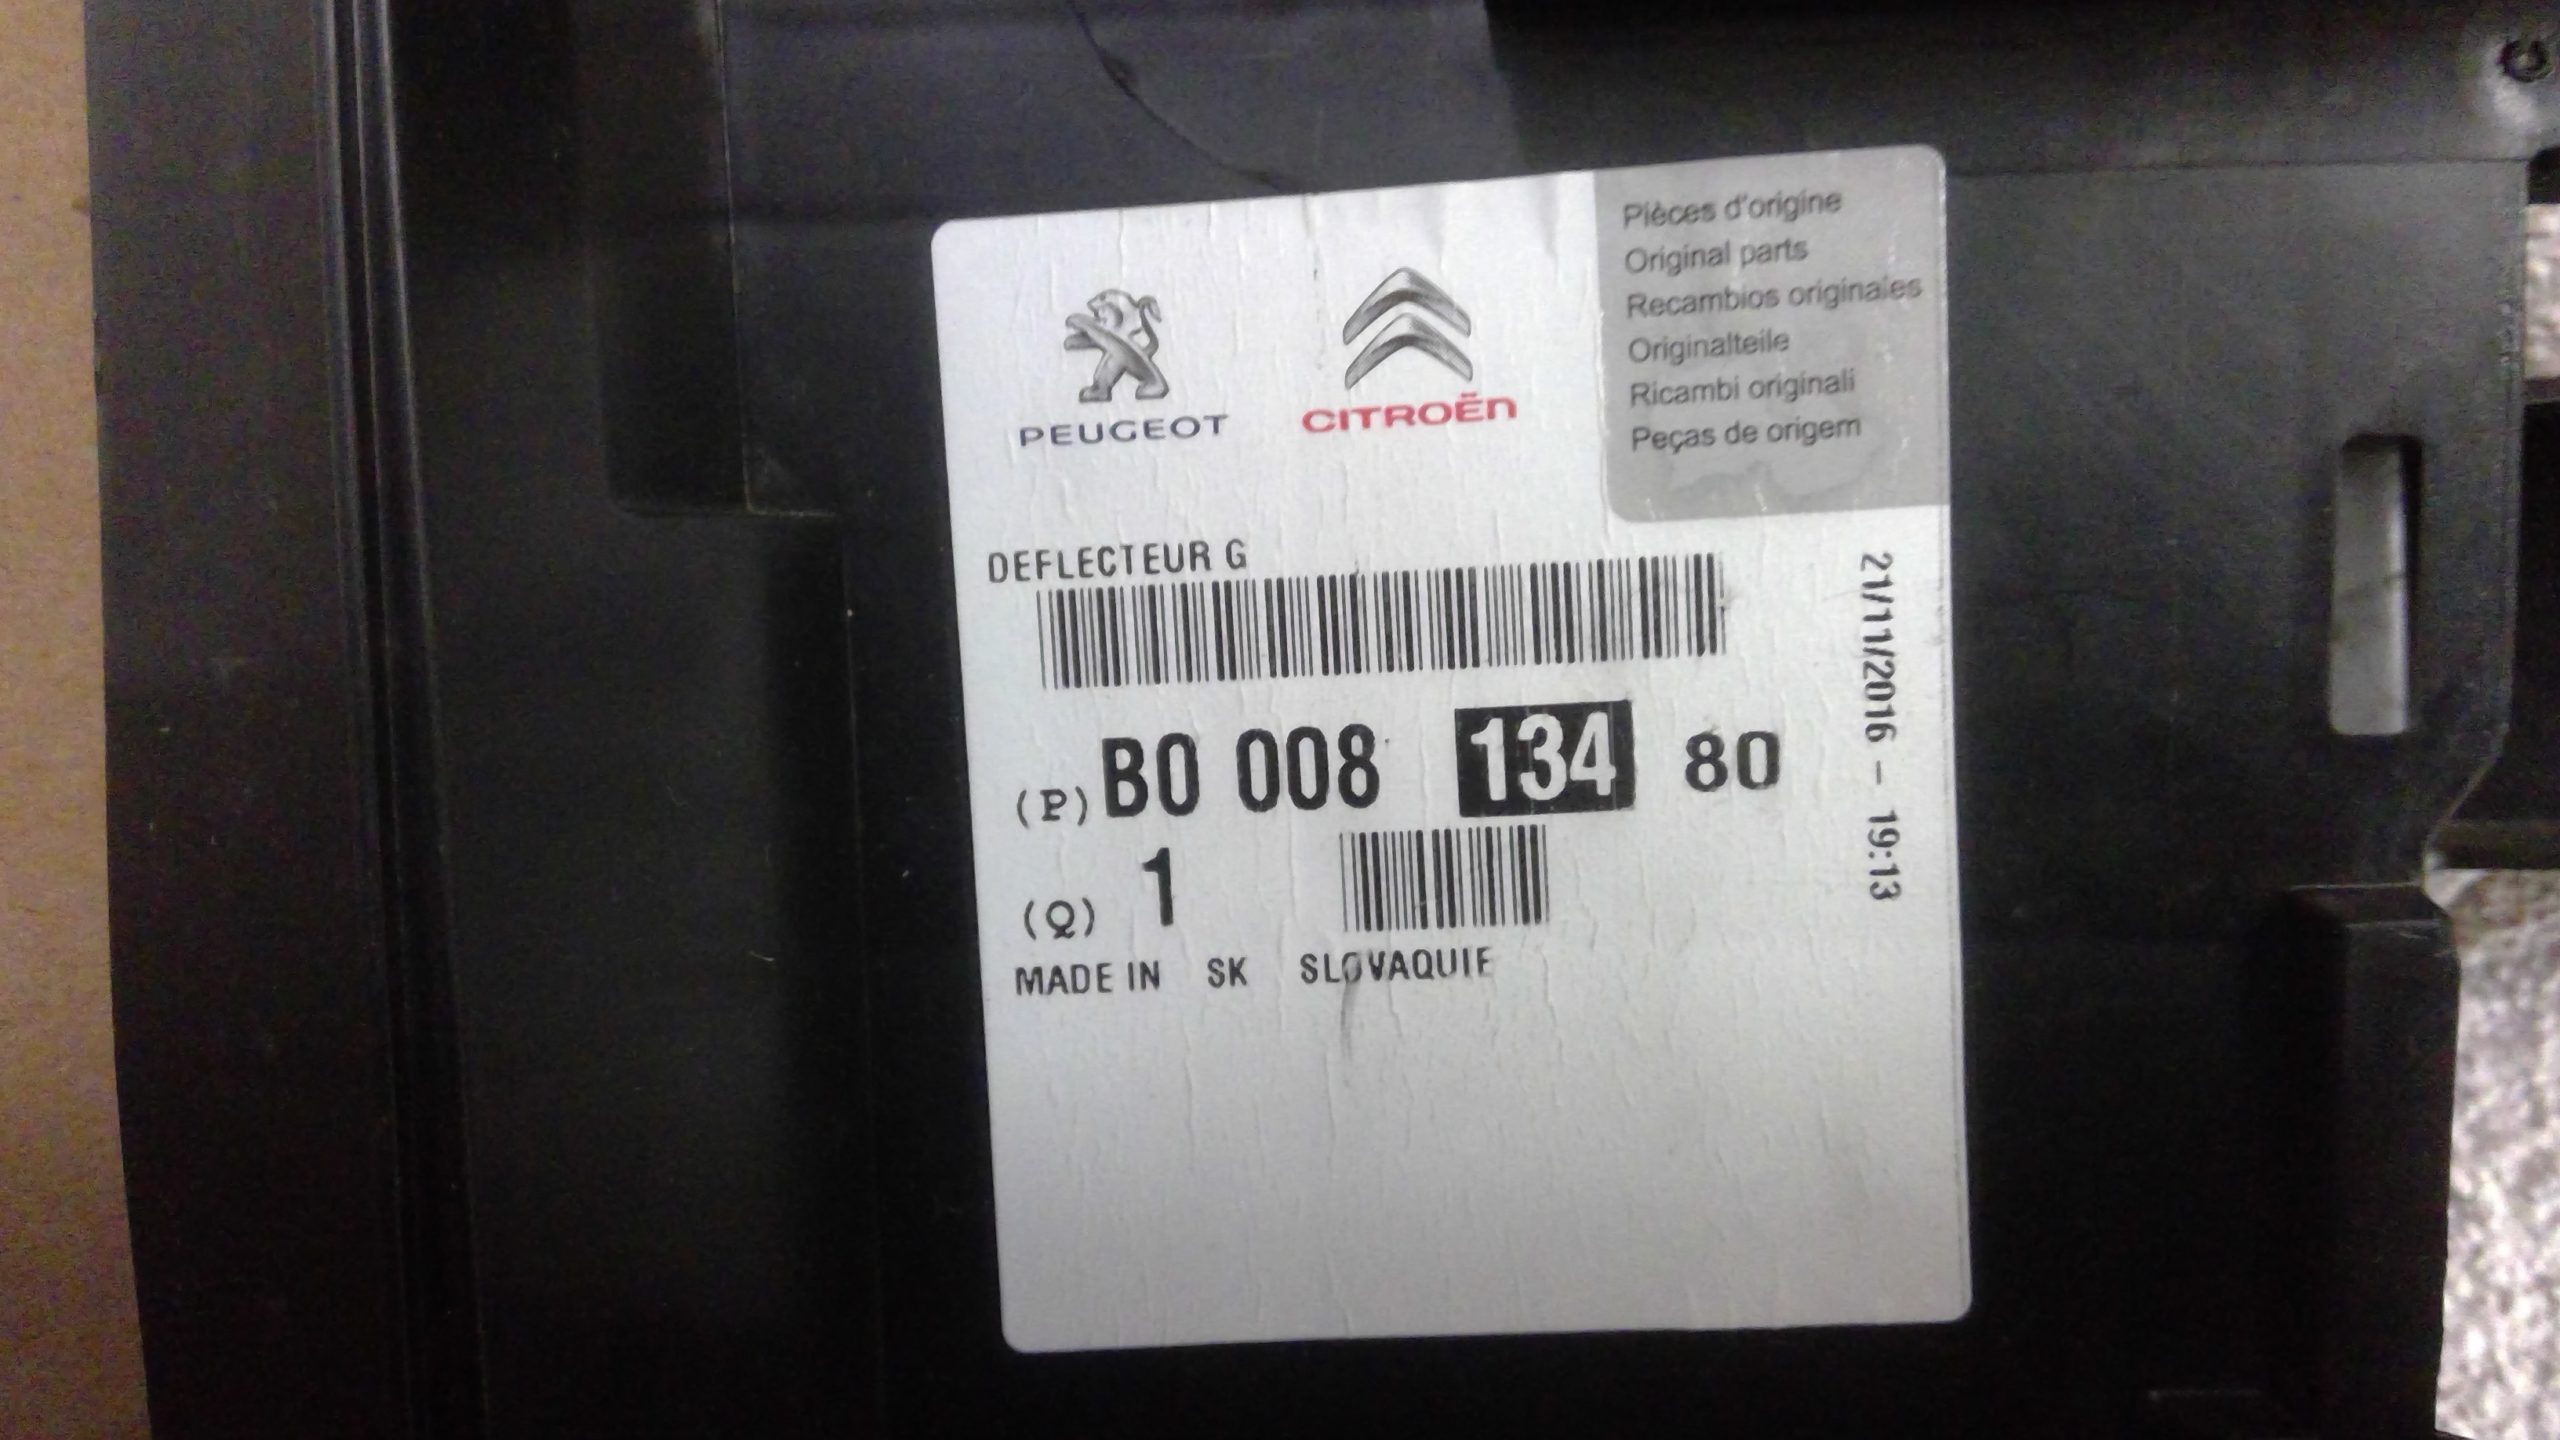 PEUGEOT
CITROËN
Pièces d'origine
Original parts
Recambios originales
Originalteile
Ricambi originali
Peças de origem
DEFLECTEUR G
(P) B0 008 134 80
(Q) 1
MADE IN SK SLOVAQUIE
21/11/2016 - 19:13